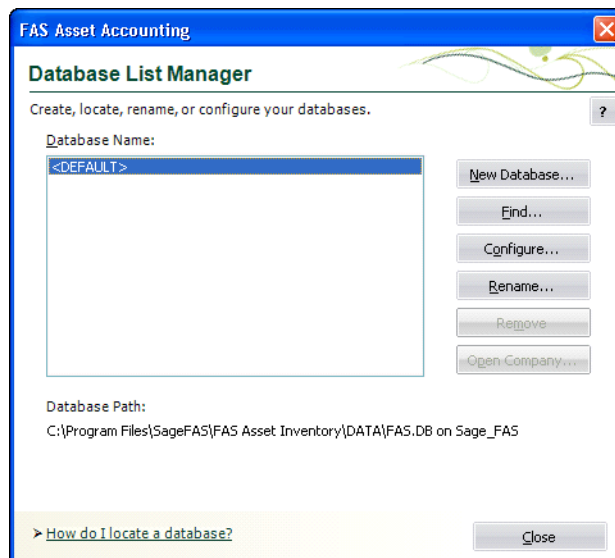 FAS Asset Accounting
Database List Manager
Create, locate, rename, or configure your databases.
?
Database Name:
<DEFAULT>
New Database...
Find...
Configure...
Rename...
Remove
Open Company...
Database Path:
C:\Program Files\SageFAS\FAS Asset Inventory\DATA\FAS.DB on Sage_FAS
How do I locate a database?
Close